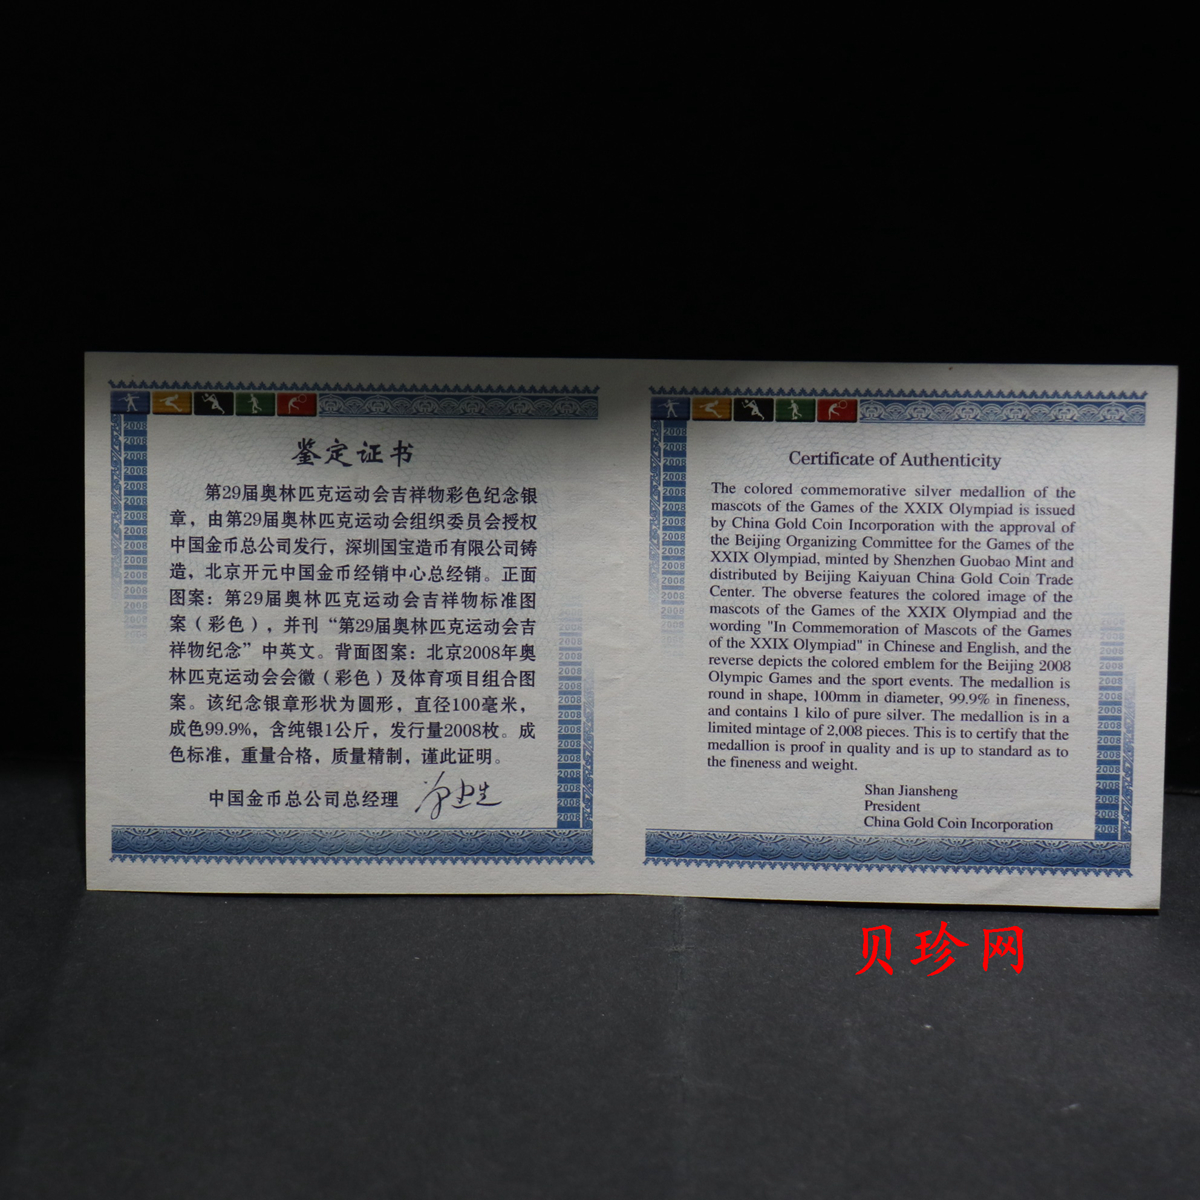 鉴定证书
第29届奥林匹克运动会吉祥物彩色纪念银
章，由第29届奥林匹克运动会组织委员会授权
中国金币总公司发行，深圳国宝造币有限公司铸
造，北京开元中国金币经销中心总经销。正面
图案：第29届奥林匹克运动会吉祥物标准图
案（彩色），并刊“第29届奥林匹克运动会吉
祥物纪念”中英文。背面图案：北京2008年奥
林匹克运动会会徽（彩色）及体育项目组合图
案。该纪念银章形状为圆形，直径100毫米，
成色99.9%，含纯银1公斤，发行量2008枚。成
色标准，重量合格，质量精制，谨此证明。
中国金币总公司总经理
Certificate of Authenticity
The colored commemorative silver medallion of the
mascots of the Games of the XXIX Olympiad is issued
by China Gold Coin Incorporation with the approval of
the Beijing Organizing Committee for the Games of the
XXIX Olympiad, minted by Shenzhen Guobao Mint and
distributed by Beijing Kaiyuan China Gold Coin Trade
Center. The obverse features the colored image of the
mascots of the Games of the XXIX Olympiad and the
wording "In Commemoration of Mascots of the Games
of the XXIX Olympiad" in Chinese and English, and the
reverse depicts the colored emblem for the Beijing 2008
Olympic Games and the sport events. The medallion is
round in shape, 100mm in diameter, 99.9% in fineness,
and contains 1 kilo of pure silver. The medallion is in a
limited mintage of 2,008 pieces. This is to certify that the
medallion is proof in quality and is up to standard as to
the fineness and weight.
Shan Jiansheng
President
China Gold Coin Incorporation
贝珍网